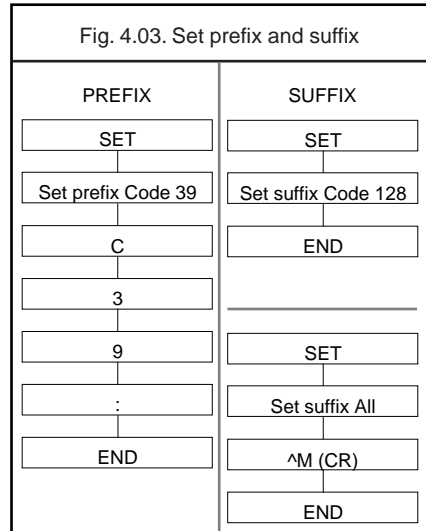 Fig. 4.03. Set prefix and suffix
PREFIX
SET
Set prefix Code 39
C
3
9
:
END
SUFFIX
SET
Set suffix Code 128
END
SET
Set suffix All
^M (CR)
END